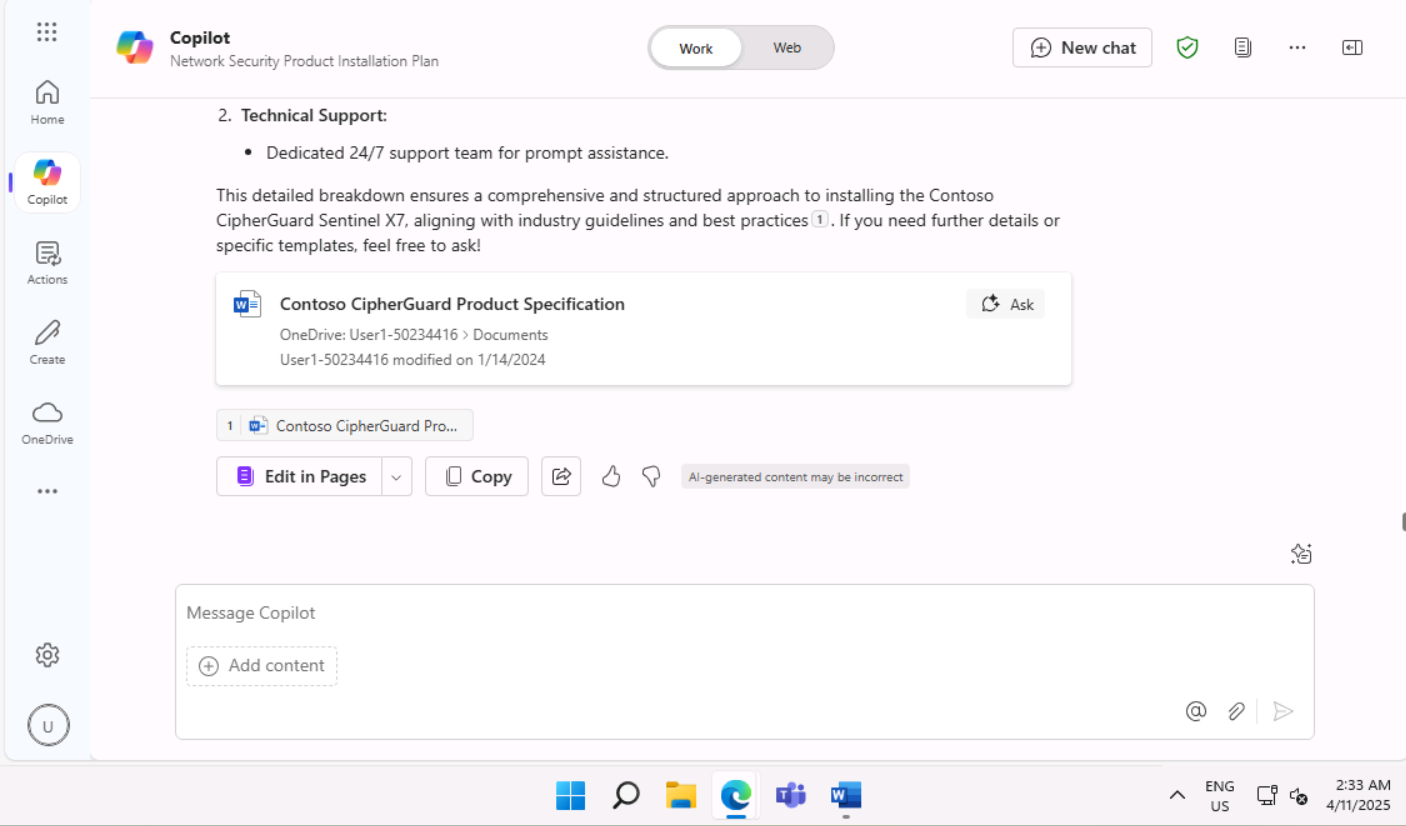 Copilot
Network Security Product Installation Plan
Work
Web
New chat
Home
Copilot
Actions
Create
OneDrive
U
2. Technical Support:
Dedicated 24/7 support team for prompt assistance.
This detailed breakdown ensures a comprehensive and structured approach to installing the Contoso
CipherGuard Sentinel X7, aligning with industry guidelines and best practices 1. If you need further details or
specific templates, feel free to ask!
Contoso CipherGuard Product Specification
Ask
OneDrive: User1-50234416 > Documents
User1-50234416 modified on 1/14/2024
1 Contoso CipherGuard Pro...
Edit in Pages
Copy
AI-generated content may be incorrect
Message Copilot
Add content
ENG
US
2:33 AM
4/11/2025